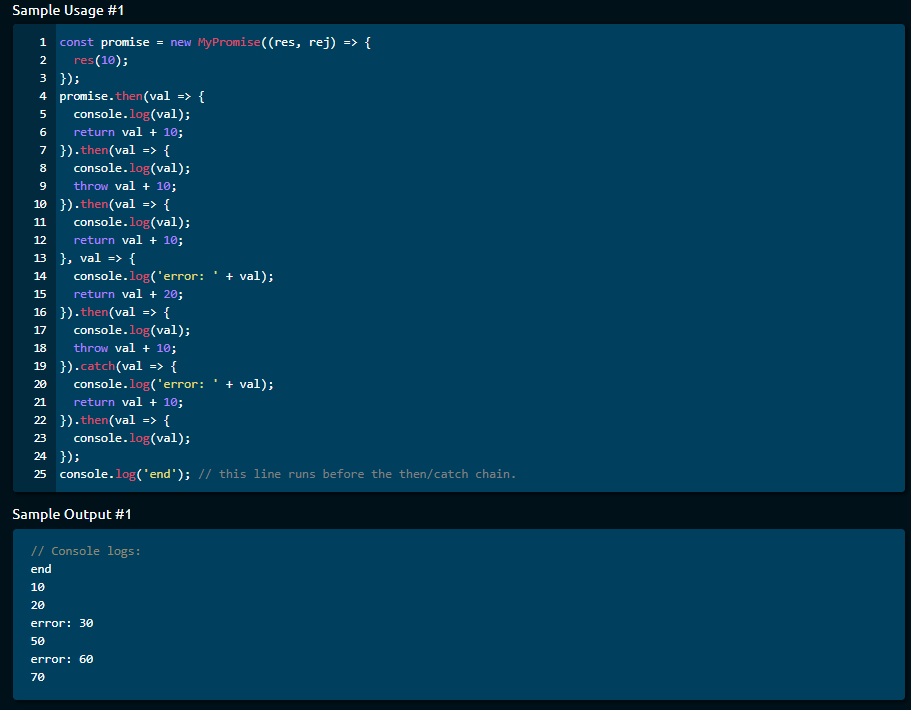 Sample Usage #1
1 const promise = new MyPromise((res, rej) => {
2   res(10);
3 });
4 promise.then(val => {
5   console.log(val);
6   return val + 10;
7 }).then(val => {
8   console.log(val);
9   throw val + 10;
10 }).then(val => {
11   console.log(val);
12   return val + 10;
13 }, val => {
14   console.log('error: ' + val);
15   return val + 20;
16 }).then(val => {
17   console.log(val);
18   throw val + 10;
19 }).catch(val => {
20   console.log('error: ' + val);
21   return val + 10;
22 }).then(val => {
23   console.log(val);
24 });
25 console.log('end'); // this line runs before the then/catch chain.
Sample Output #1
// Console logs:
end
10
20
error: 30
50
error: 60
70